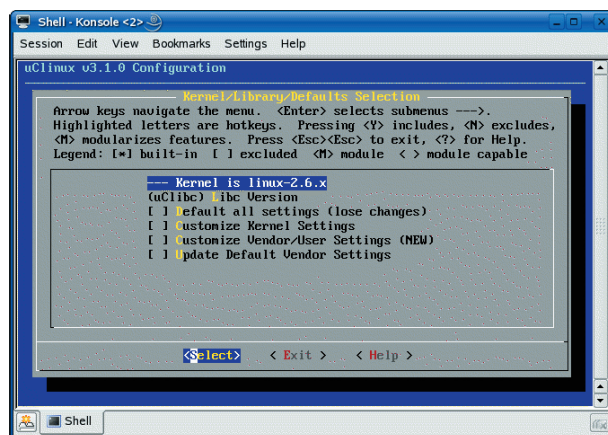 Shell - Konsole <2>
Session Edit View Bookmarks Settings Help
uClinux v3.1.0 Configuration
Kernel/Library/Defaults Selection
Arrow keys navigate the menu. <Enter> selects submenus --->.
Highlighted letters are hotkeys. Pressing <Y> includes, <N> excludes,
<M> modularizes features. Press <Esc><Esc> to exit, <?> for Help.
Legend: [*] built-in [ ] excluded <M> module < > module capable
--- Kernel is linux-2.6.x
(uClibc) Libc Version
[ ] Default all settings (lose changes)
[ ] Customize Kernel Settings
[ ] Customize Vendor/User Settings (NEW)
[ ] Update Default Vendor Settings
<Select> < Exit > < Help >
Shell